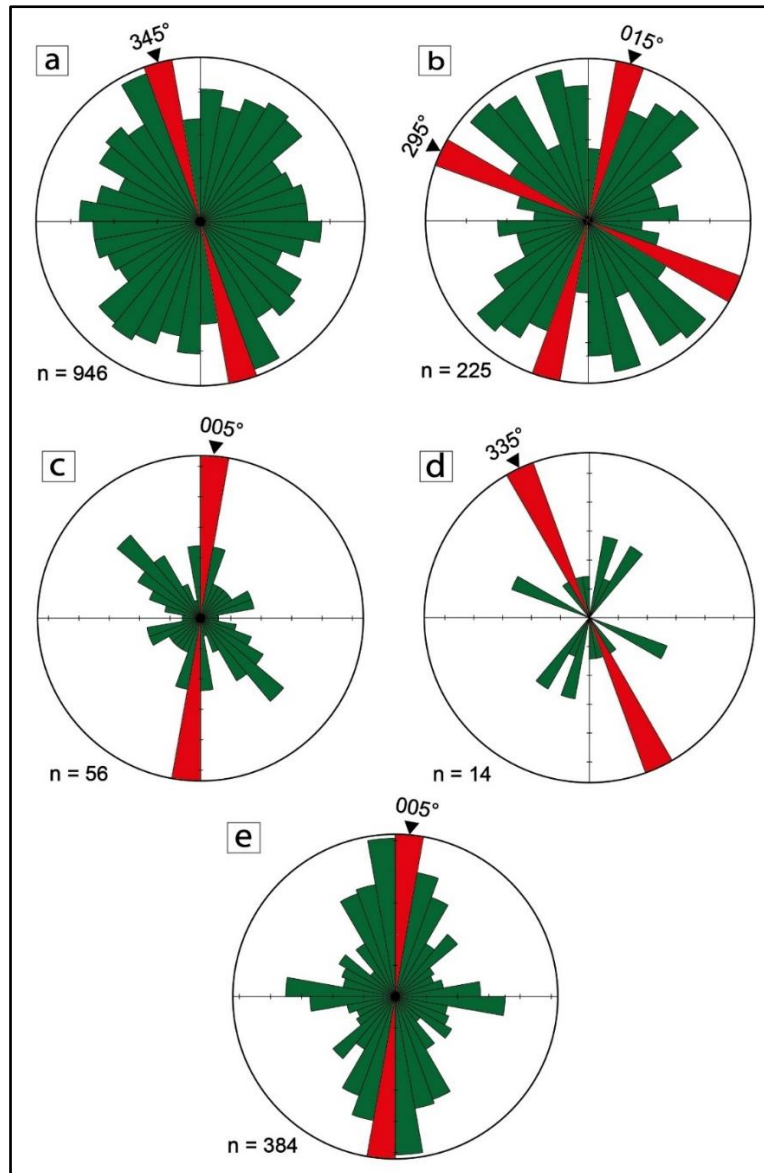 a
345°
n = 946
b
015°
295°
n = 225
c
005°
n = 56
d
335°
n = 14
e
005°
n = 384